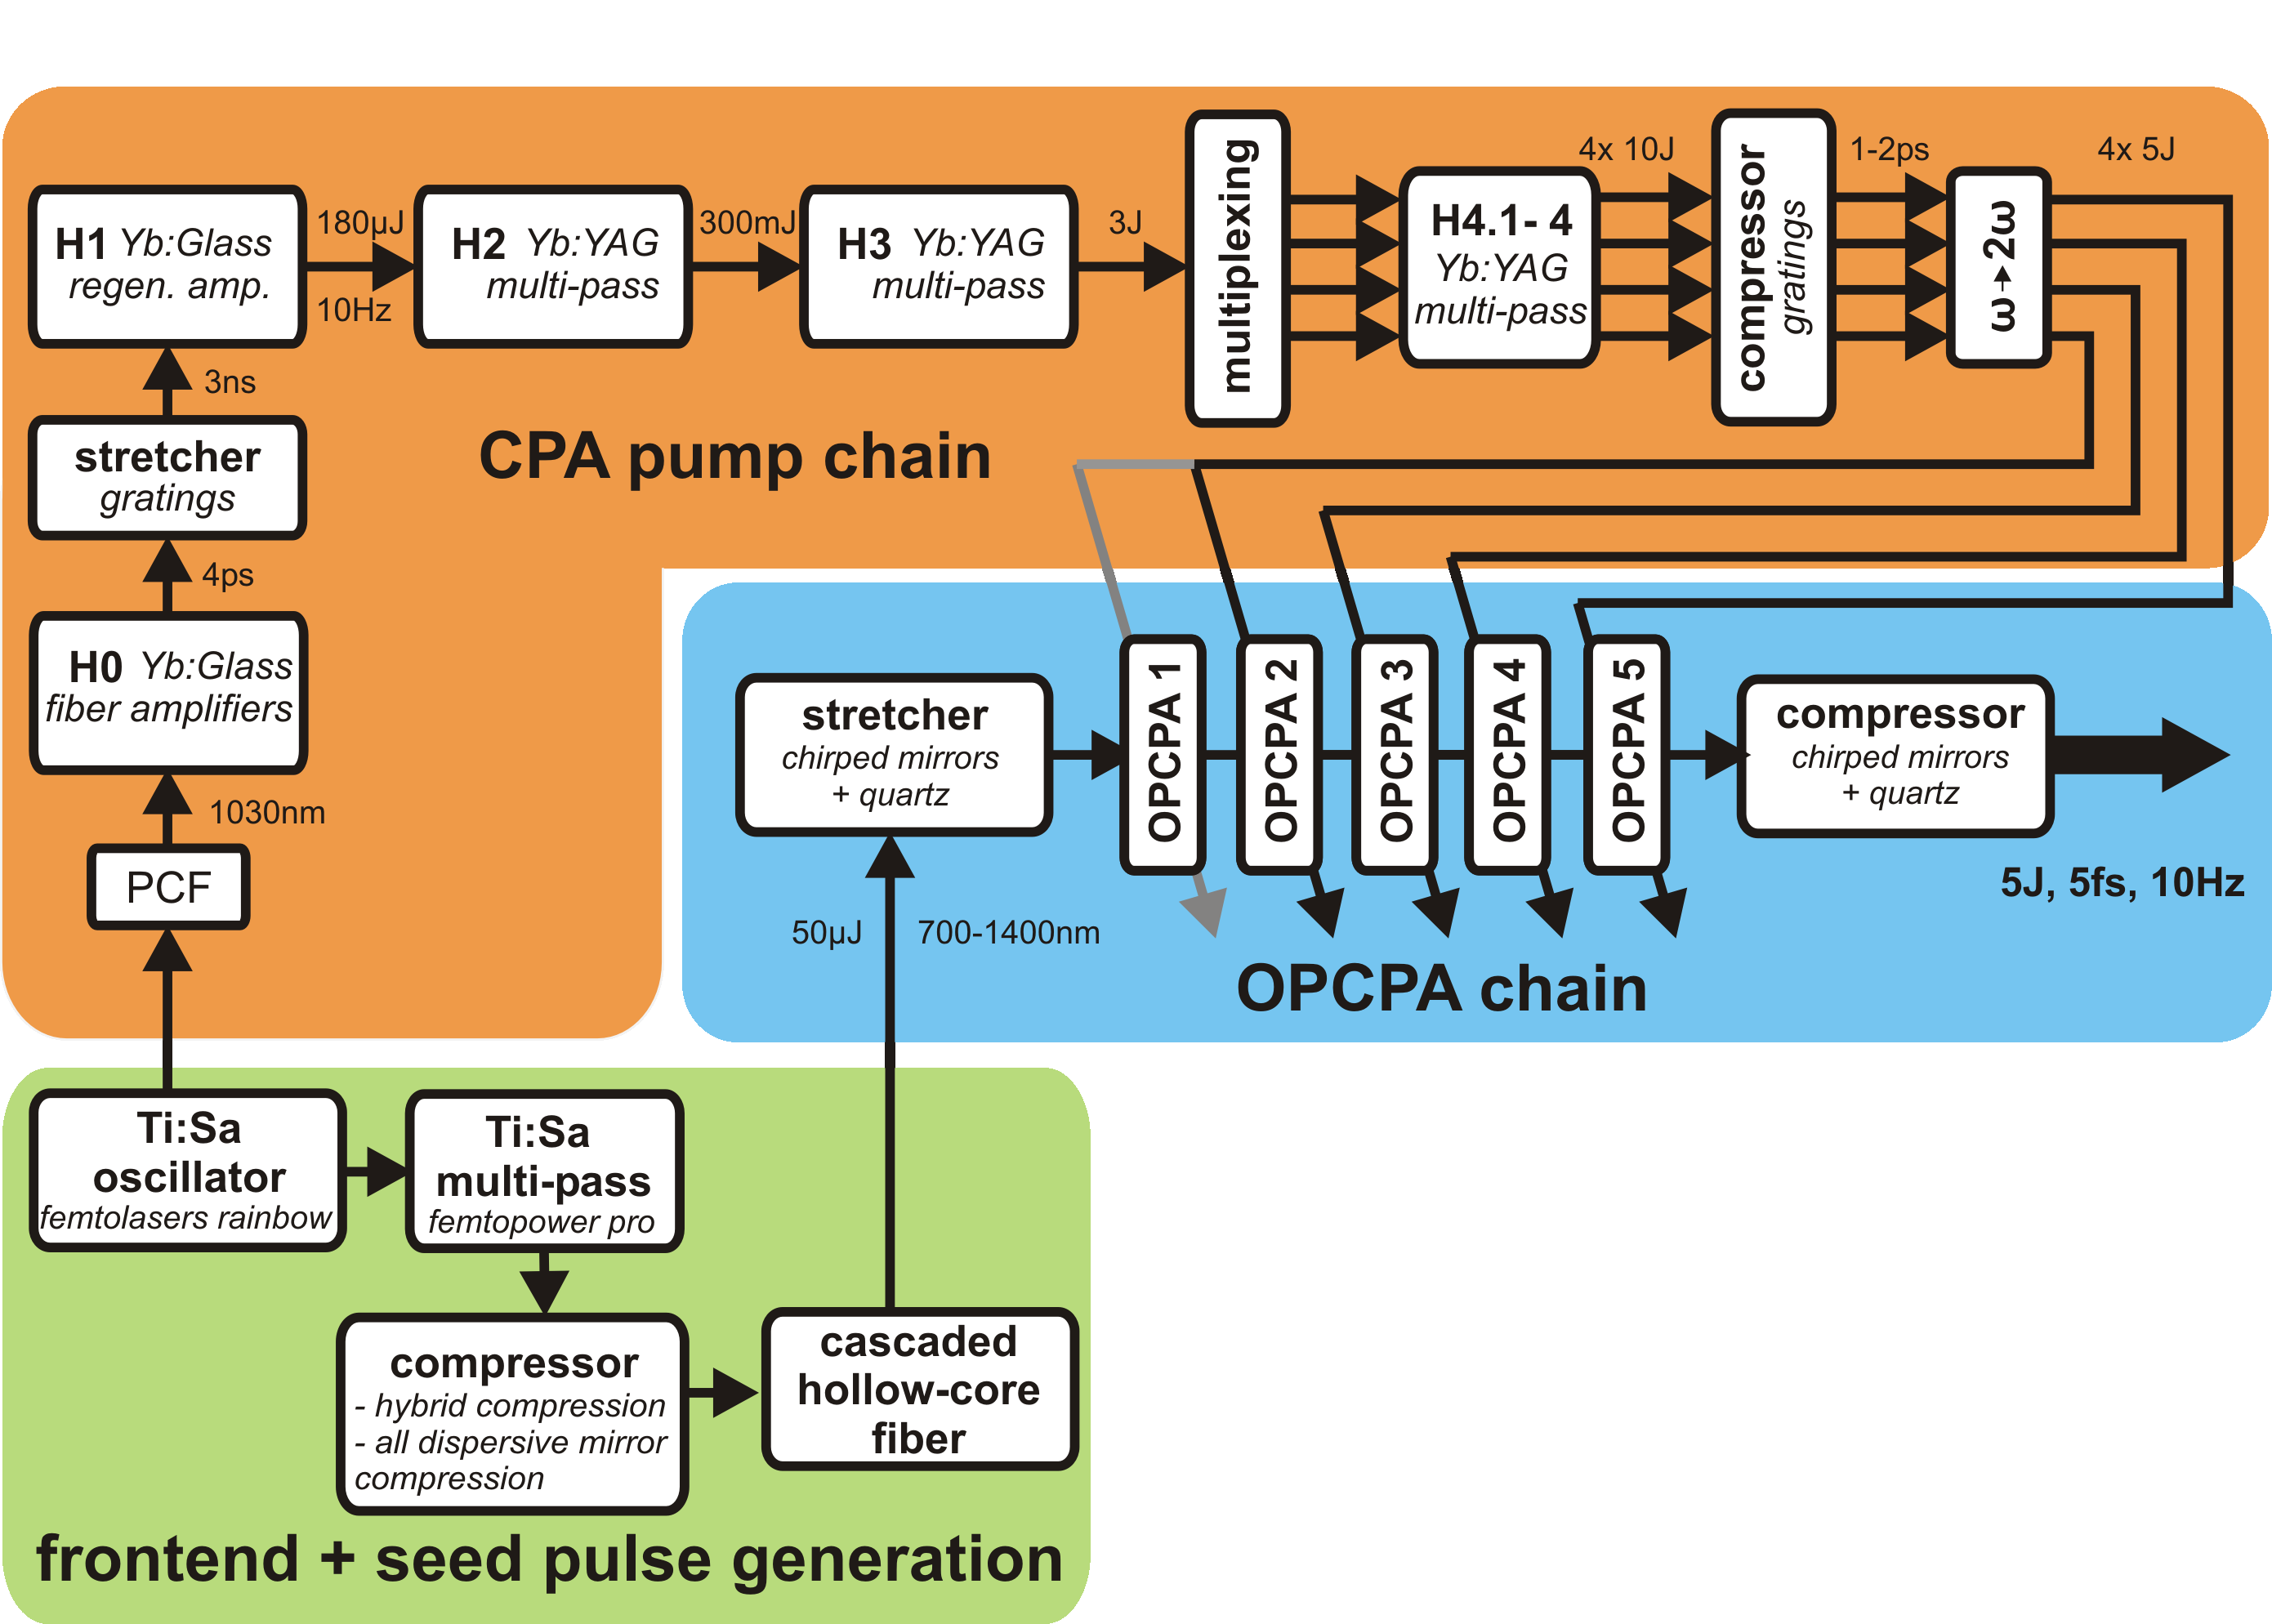 H1 Yb:Glass
regen. amp.
180µJ
10Hz
H2 Yb:YAG
multi-pass
300mJ
H3 Yb:YAG
multi-pass
3J
multiplexing
H4.1- 4
Yb:YAG
multi-pass
4x 10J
compressor
gratings
1-2ps
ω→2ω
4x 5J
3ns
stretcher
gratings
CPA pump chain
4ps
H0 Yb:Glass
fiber amplifiers
1030nm
PCF
stretcher
chirped mirrors
+ quartz
OPCPA 1
OPCPA 2
OPCPA 3
OPCPA 4
OPCPA 5
compressor
chirped mirrors
+ quartz
5J, 5fs, 10Hz
50µJ
700-1400nm
OPCPA chain
Ti:Sa
oscillator
femtolasers rainbow
Ti:Sa
multi-pass
femtopower pro
compressor
- hybrid compression
- all dispersive mirror
compression
cascaded
hollow-core
fiber
frontend + seed pulse generation